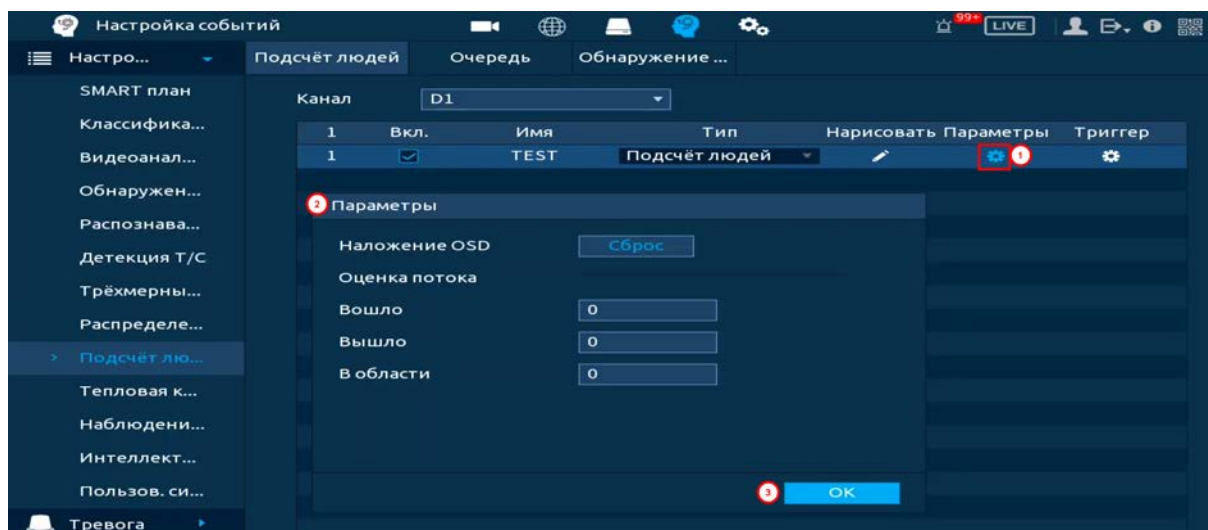 Настройка событий 99+ LIVE
Настро... Подсчёт людей Очередь Обнаружение ...
SMART план
Канал D1
Классифика...
1 Вкл. Имя Тип Нарисовать Параметры Триггер
Видеоанал...
1 TEST Подсчёт людей 1
Обнаружен...
2 Параметры
Распознава...
Наложение OSD Сброс
Детекция Т/С
Оценка потока
Трёхмерны...
Вошло 0
Распределе...
Вышло 0
> Подсчёт лю...
В области 0
Тепловая к...
Наблюдени...
Интеллект...
Пользов. си...
3 OK
Тревога